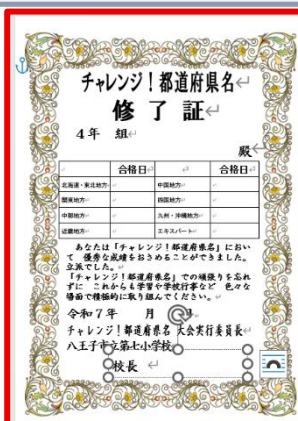 チャレンジ！都道府県名
修了証
4年 組
殿
合格日 合格日
北海道・東北地方 中国地方
関東地方 四国地方
中部地方 九州・沖縄地方
近畿地方 エキスパート
あなたは「チャレンジ！都道府県名」におい
て 優秀な成績をおさめることができました。
立派でした。
「チャレンジ！都道府県名」での頑張りを忘れ
ずに これからも学習や学校行事など 色々な
場面で積極的に取り組んでください。
令和7年 月 日
チャレンジ！都道府県名 大会実行委員長
八王子市立第七小学校
校長